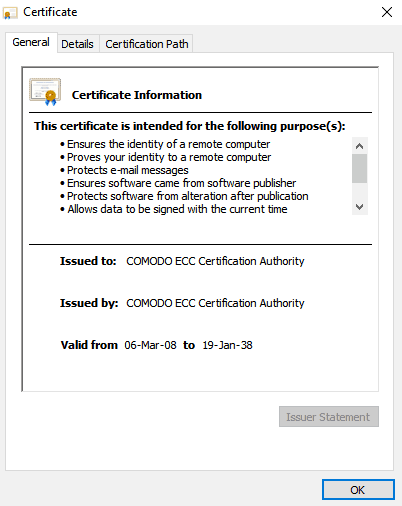 Certificate
General Details Certification Path
Certificate Information
This certificate is intended for the following purpose(s):
• Ensures the identity of a remote computer
• Proves your identity to a remote computer
• Protects e-mail messages
• Ensures software came from software publisher
• Protects software from alteration after publication
• Allows data to be signed with the current time
Issued to: COMODO ECC Certification Authority
Issued by: COMODO ECC Certification Authority
Valid from 06-Mar-08 to 19-Jan-38
Issuer Statement
OK